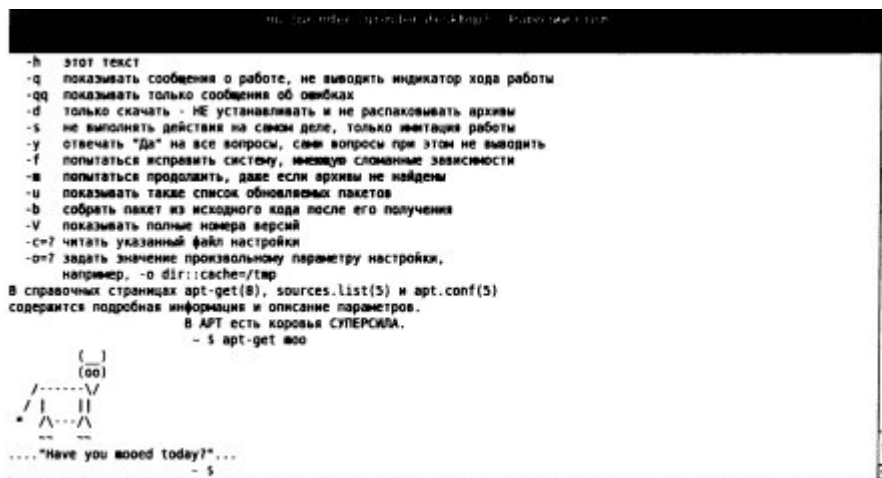 -h этот текст
-q показывать сообщения о работе, не выводить индикатор хода работы
-qq показывать только сообщения об ошибках
-d только скачать - НЕ устанавливать и не распаковывать архивы
-s не выполнять действия на самом деле, только имитация работы
-y отвечать "Да" на все вопросы, сами вопросы при этом не выводить
-f попытаться исправить систему, имеющую сломанные зависимости
-m попытаться продолжить, даже если архивы не найдены
-u показывать также список обновляемых пакетов
-b собрать пакет из исходного кода после его получения
-V показывать полные номера версий
-c=? читать указанный файл настройки
-o=? задать значение произвольному параметру настройки,
например, -o dir::cache=/tmp
В справочных страницах apt-get(8), sources.list(5) и apt.conf(5)
содержится подробная информация и описание параметров.
В APT есть коровья СУПЕРСИЛА.
~ $ apt-get moo
(__)
(oo)
/------\/
/ |    ||
*  /\---/\
~~   ~~
...."Have you mooed today?"...
~ $